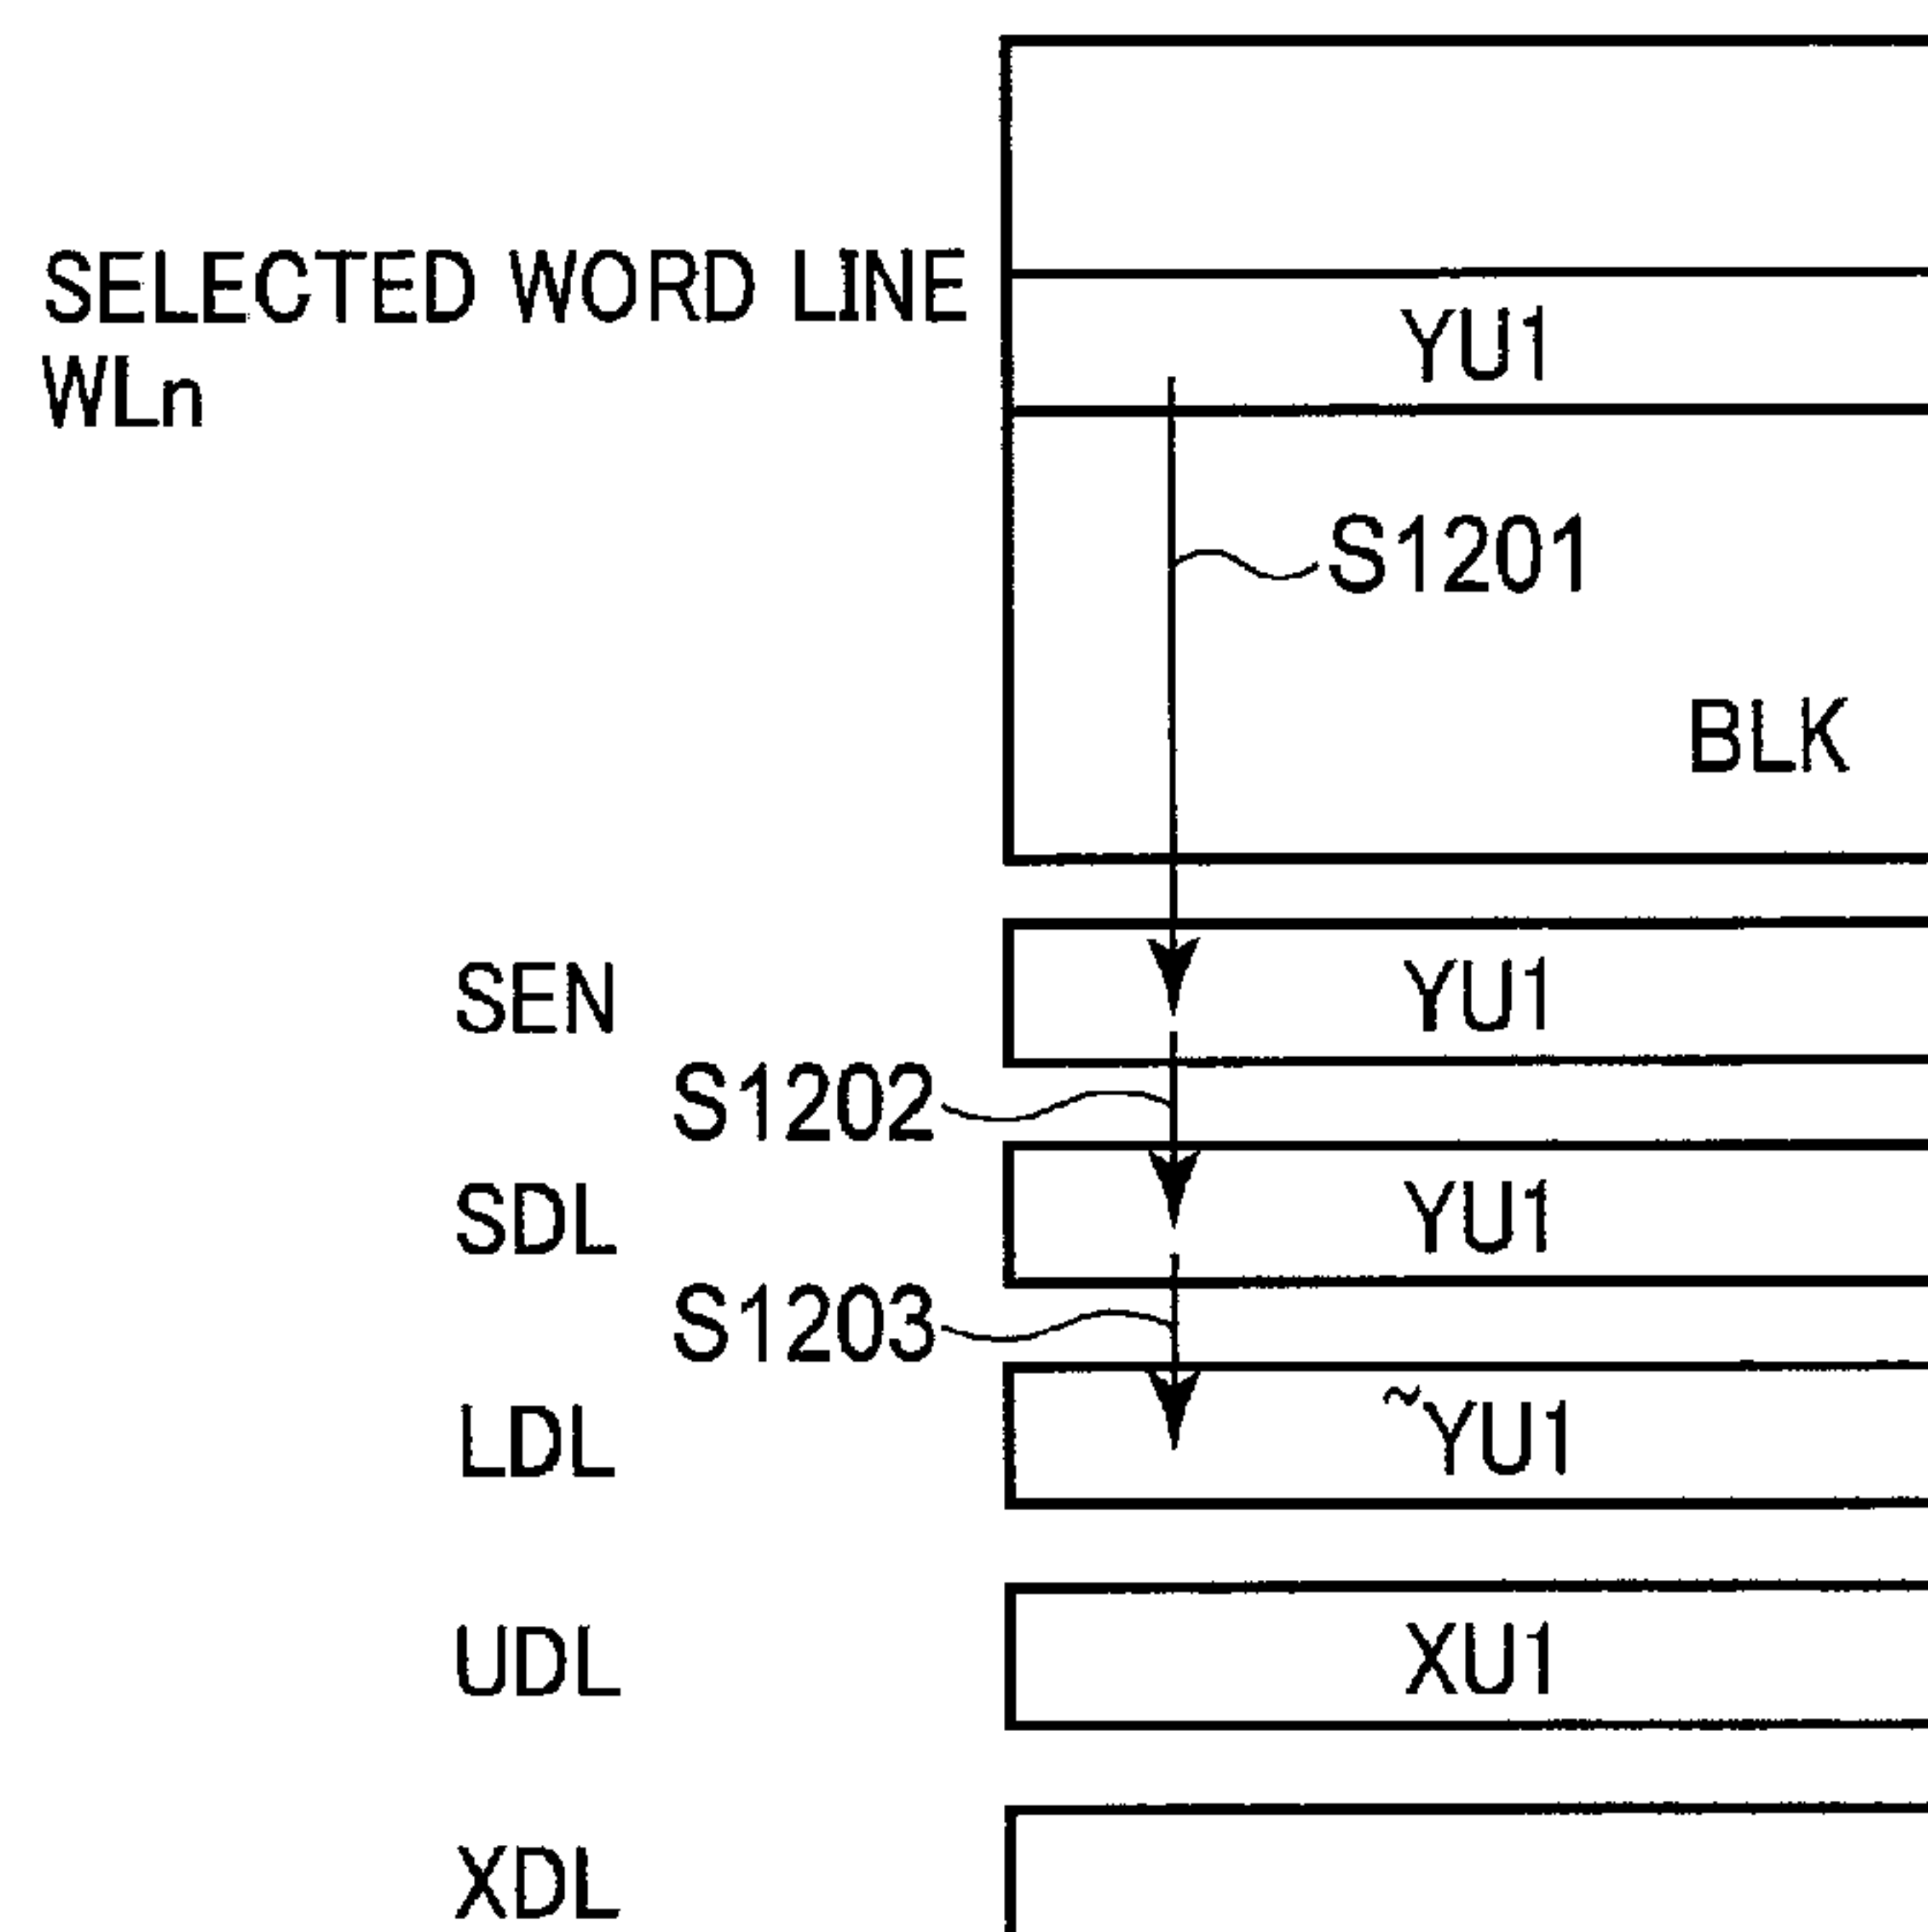 SELECTED WORD LINE
WLn
YU1
S1201
BLK
SEN
YU1
S1202
SDL
YU1
S1203
LDL
~YU1
UDL
XU1
XDL